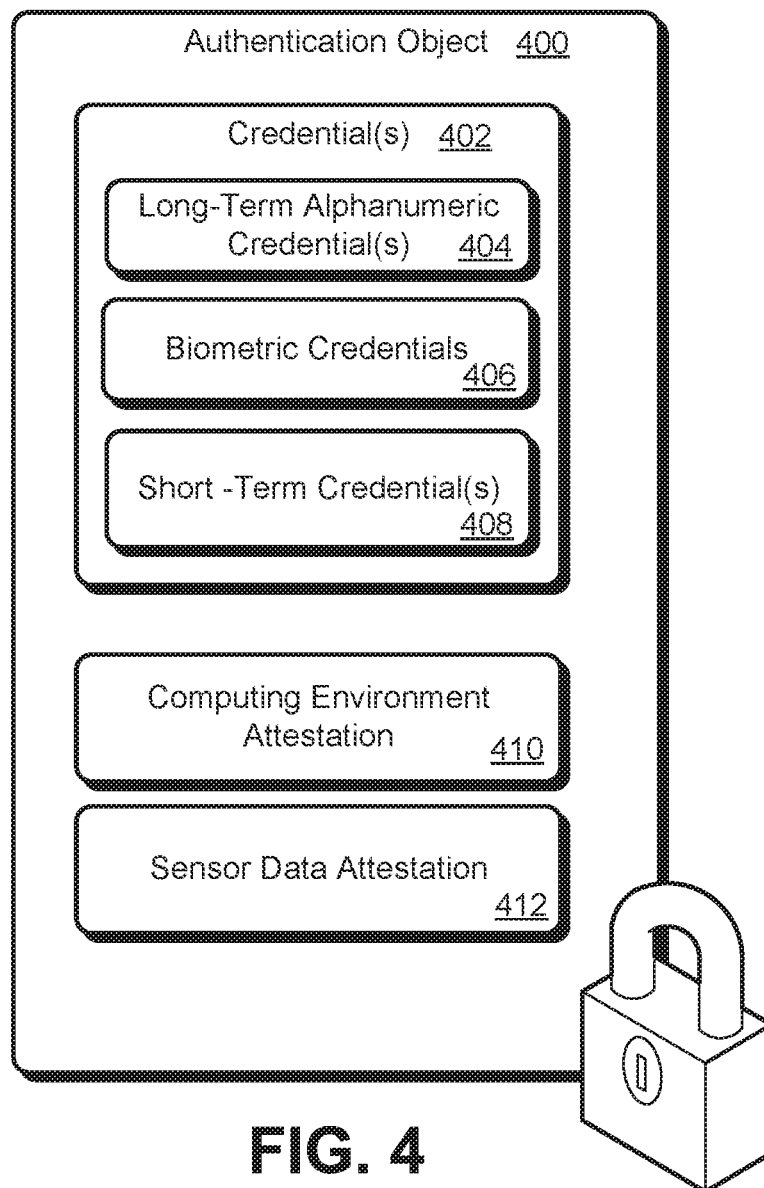 Authentication Object 400
Credential(s) 402
Long-Term Alphanumeric
Credential(s) 404
Biometric Credentials
406
Short -Term Credential(s)
408
Computing Environment
Attestation 410
Sensor Data Attestation
412
FIG. 4